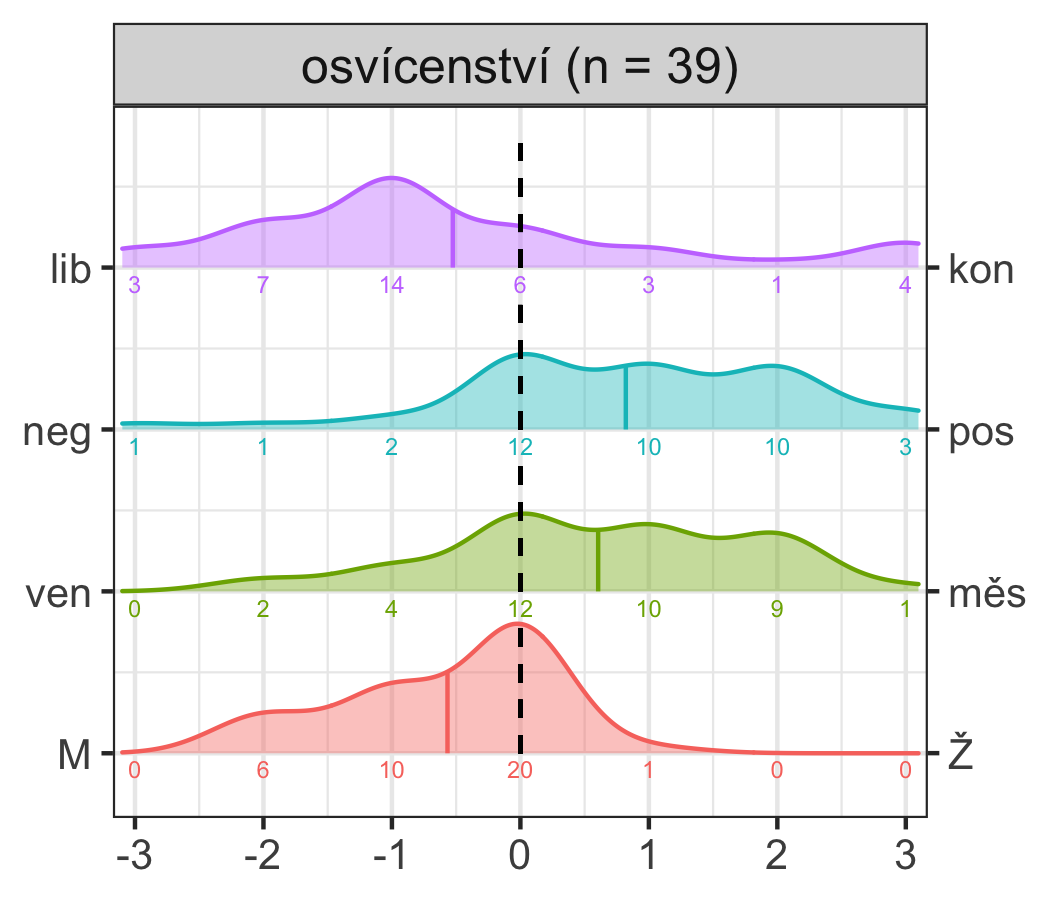 osvícenství (n = 39)
lib kon
3 7 14 6 3 1 4
neg pos
1 1 2 12 10 10 3
ven měs
0 2 4 12 10 9 1
M Ž
0 6 10 20 1 0 0
-3 -2 -1 0 1 2 3